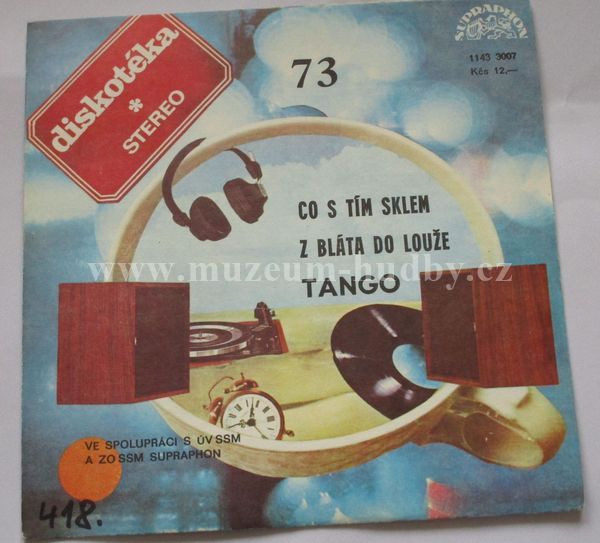 diskotéka
*
STEREO
SUPRAPHON
1143 3007
Kčs 12,—
73
CO S TÍM SKLEM
Z BLÁTA DO LOUŽE
www.muzeum-hudby.cz
TANGO
VE SPOLUPRÁCI S ÚV SSM
A ZO SSM SUPRAPHON
418.